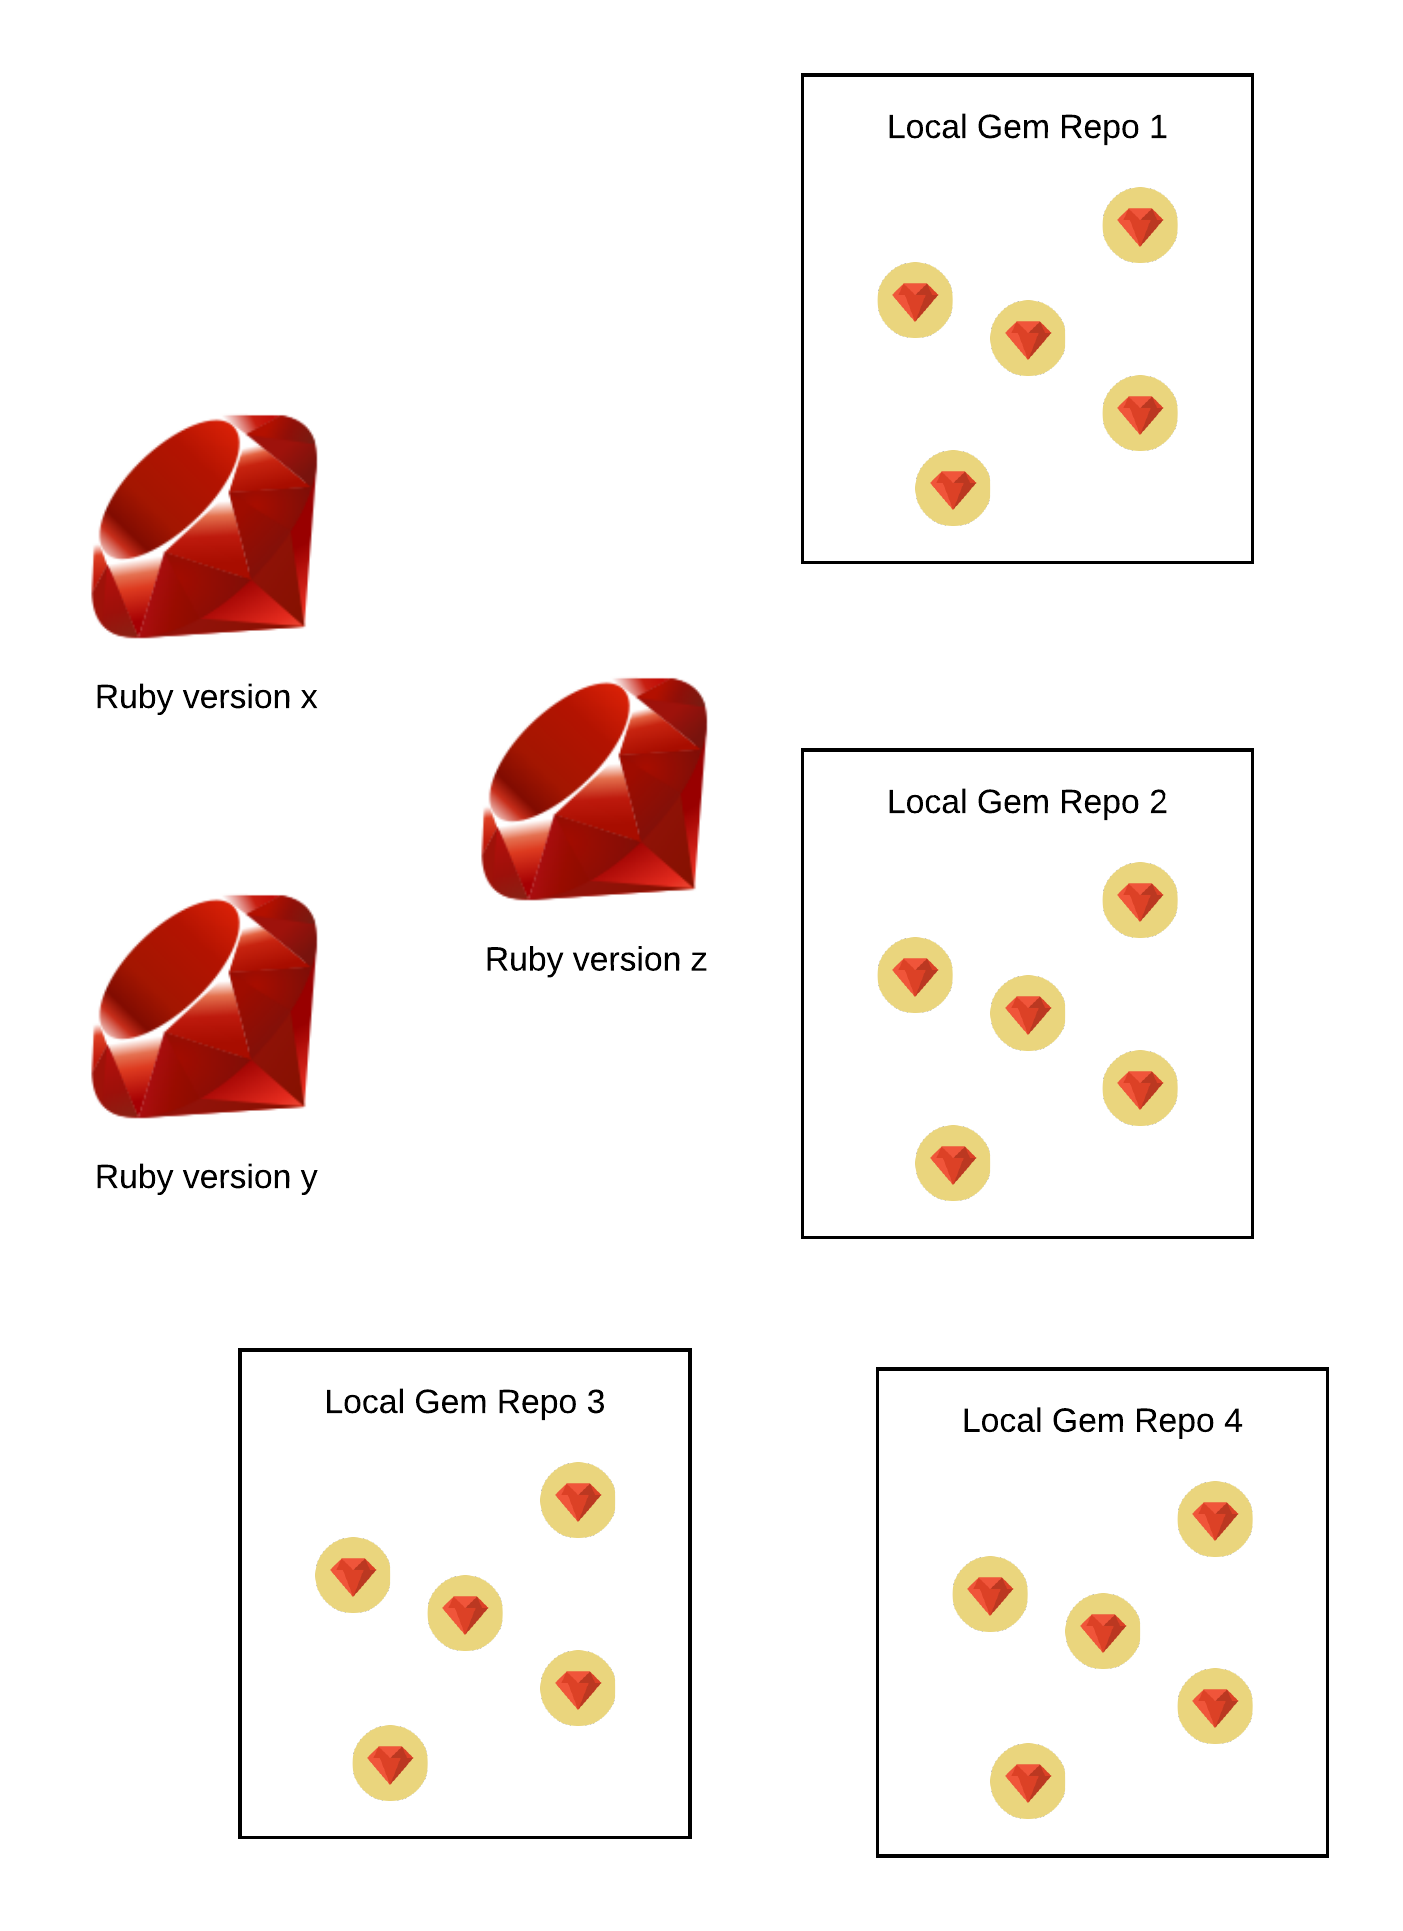 Local Gem Repo 1
Ruby version x
Local Gem Repo 2
Ruby version z
Ruby version y
Local Gem Repo 3
Local Gem Repo 4